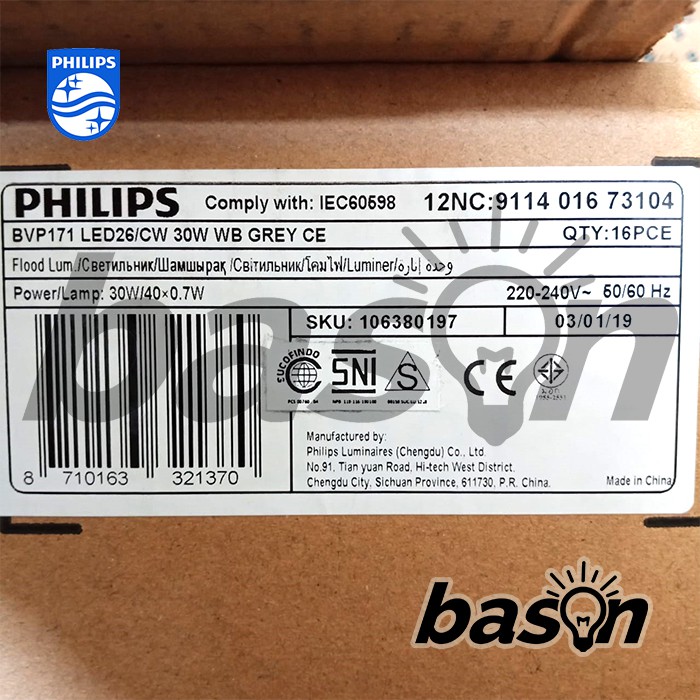 PHILIPS
PHILIPS Comply with: IEC60598 12NC:9114 016 73104
BVP171 LED26/CW 30W WB GREY CE QTY:16PCE
Flood Lum./Светильник/Шамшырақ /Світильник/โคมไฟ/Luminer/وحده إناره
Power/Lamp: 30W/40×0.7W 220-240V~ 50/60 Hz
SKU: 106380197 03/01/19
SUCOFINDO SNI S CE
8 710163 321370
Manufactured by:
Philips Luminaires (Chengdu) Co., Ltd.
No.91, Tian yuan Road, Hi-tech West District.
Chengdu City, Sichuan Province, 611730, P.R. China.
Made in China
bason
bason